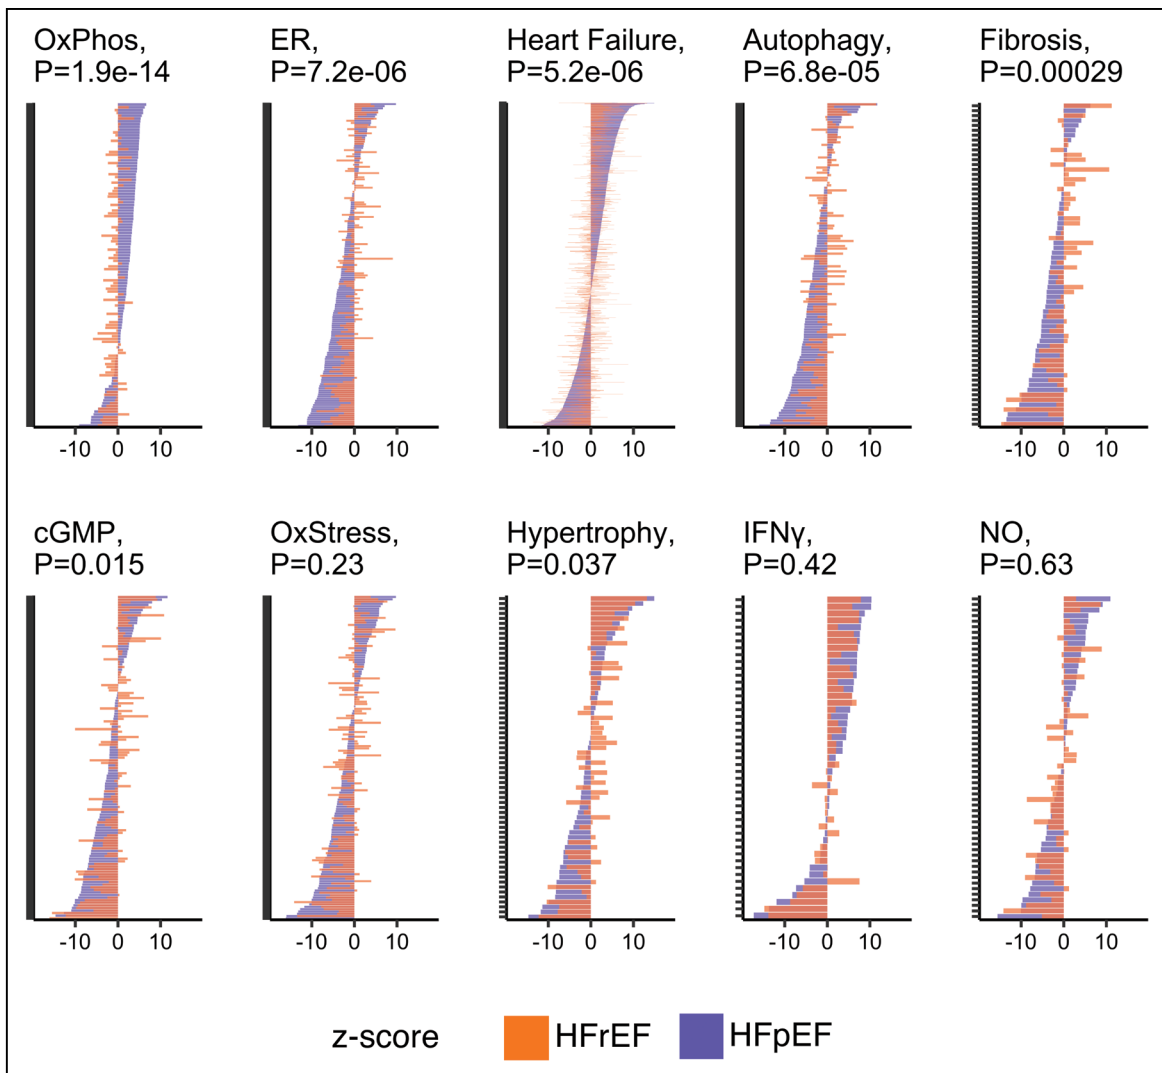 OxPhos,
P=1.9e-14
ER,
P=7.2e-06
Heart Failure,
P=5.2e-06
Autophagy,
P=6.8e-05
Fibrosis,
P=0.00029
-10 0 10
-10 0 10
-10 0 10
-10 0 10
-10 0 10
cGMP,
P=0.015
OxStress,
P=0.23
Hypertrophy,
P=0.037
IFNγ,
P=0.42
NO,
P=0.63
-10 0 10
-10 0 10
-10 0 10
-10 0 10
-10 0 10
z-score HFrEF HFpEF